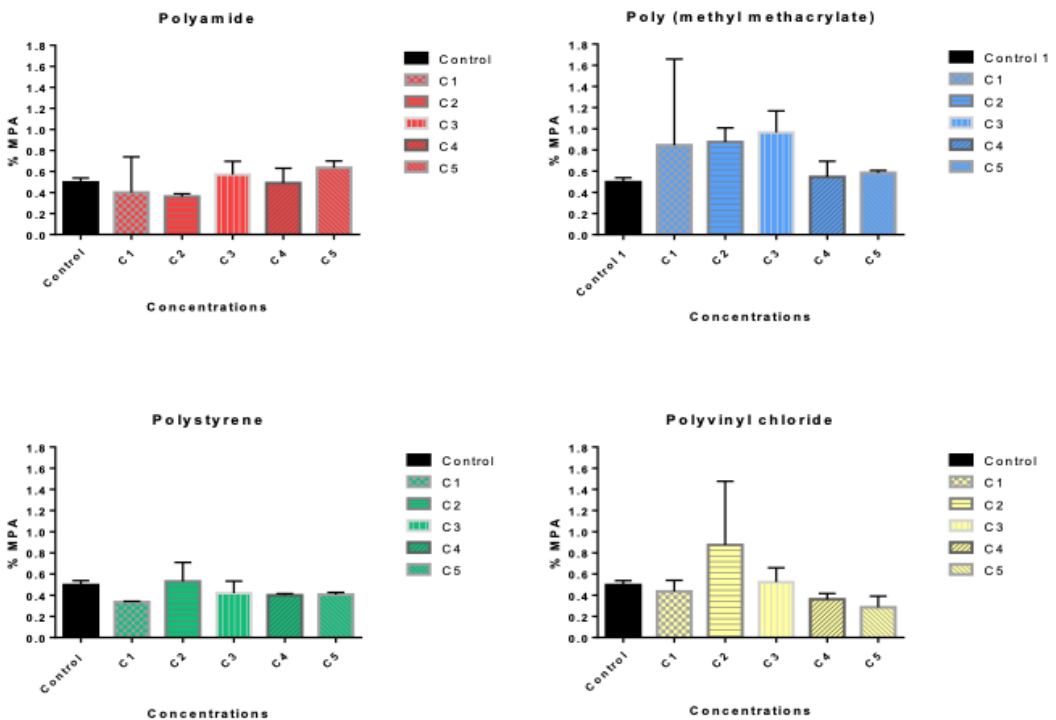 Polyamide
1.8
1.6
1.4
1.2
1.0
0.8
0.6
0.4
0.2
0.0
% MPA
Control
C1
C2
C3
C4
C5
Concentrations
Control
C1
C2
C3
C4
C5
Poly (methyl methacrylate)
1.8
1.6
1.4
1.2
1.0
0.8
0.6
0.4
0.2
0.0
% MPA
Control 1
C1
C2
C3
C4
C5
Concentrations
Control 1
C1
C2
C3
C4
C5
Polystyrene
1.8
1.6
1.4
1.2
1.0
0.8
0.6
0.4
0.2
0.0
% MPA
Control
C1
C2
C3
C4
C5
Concentrations
Control
C1
C2
C3
C4
C5
Polyvinyl chloride
1.8
1.6
1.4
1.2
1.0
0.8
0.6
0.4
0.2
0.0
% MPA
Control
C1
C2
C3
C4
C5
Concentrations
Control
C1
C2
C3
C4
C5